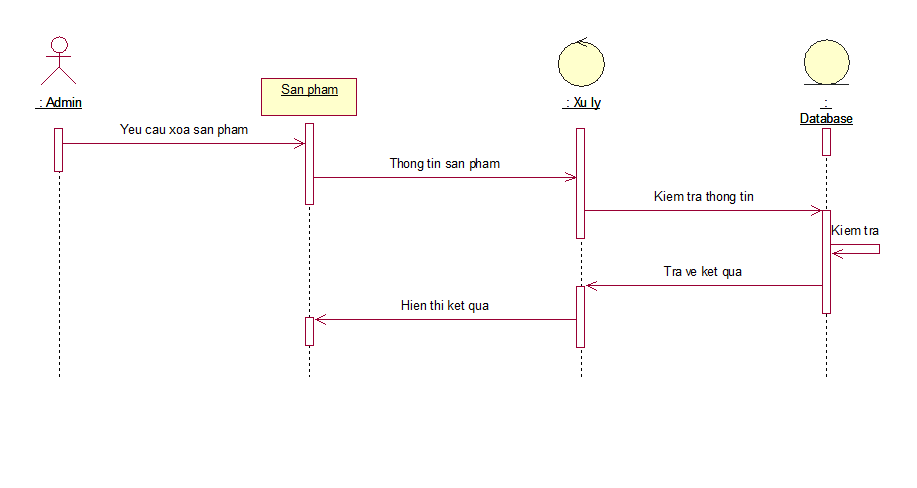 San pham
: Admin
: Xu ly
:
Database
Yeu cau xoa san pham
Thong tin san pham
Kiem tra thong tin
Kiem tra
Tra ve ket qua
Hien thi ket qua